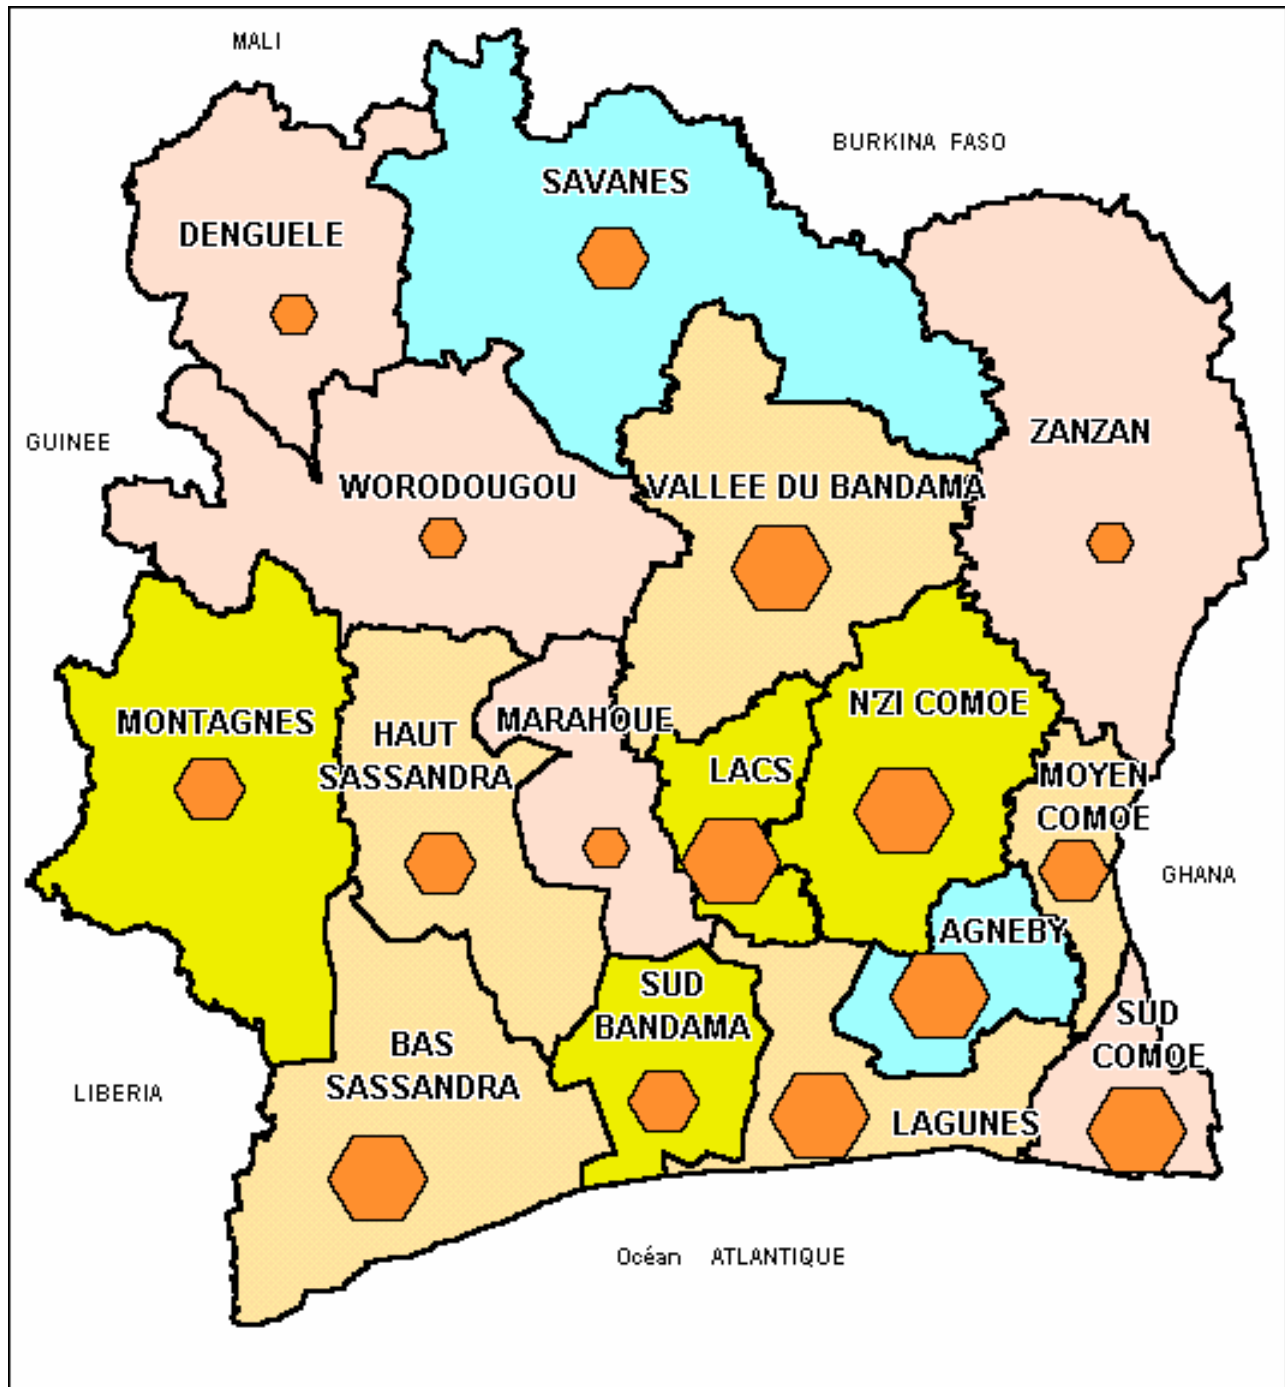 MALI
BURKINA FASO
SAVANES
DENGUELE
ZANZAN
GUINEE
WORODOUGOU
VALLEE DU BANDAMA
MONTAGNES
HAUT
SASSANDRA
MARAHOUE
N'ZI COMOE
LACS
MOYEN
COMOE
GHANA
AGNEBY
SUD
BANDAMA
SUD
COMOE
BAS
SASSANDRA
LIBERIA
LAGUNES
Océan ATLANTIQUE